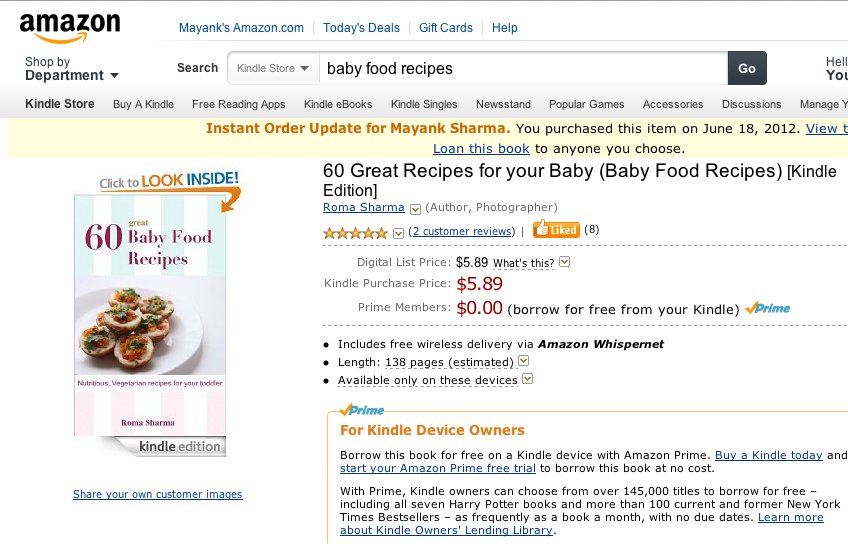 amazon
Mayank's Amazon.com Today's Deals Gift Cards Help
Shop by
Department
Search Kindle Store baby food recipes Go
Hell
You
Kindle Store Buy A Kindle Free Reading Apps Kindle eBooks Kindle Singles Newsstand Popular Games Accessories Discussions Manage Y
Instant Order Update for Mayank Sharma. You purchased this item on June 18, 2012. View t
Loan this book to anyone you choose.
Click to LOOK INSIDE!
60 great Baby Food Recipes
Nutritious, Vegetarian recipes for your toddler
Roma Sharma
kindle edition
Share your own customer images
60 Great Recipes for your Baby (Baby Food Recipes) [Kindle
Edition]
Roma Sharma (Author, Photographer)
(2 customer reviews) | Liked (8)
Digital List Price: $5.89 What's this?
Kindle Purchase Price: $5.89
Prime Members: $0.00 (borrow for free from your Kindle) Prime
• Includes free wireless delivery via Amazon Whispernet
• Length: 138 pages (estimated)
• Available only on these devices
Prime
For Kindle Device Owners
Borrow this book for free on a Kindle device with Amazon Prime. Buy a Kindle today and
start your Amazon Prime free trial to borrow this book at no cost.
With Prime, Kindle owners can choose from over 145,000 titles to borrow for free –
including all seven Harry Potter books and more than 100 current and former New York
Times Bestsellers – as frequently as a book a month, with no due dates. Learn more
about Kindle Owners' Lending Library.